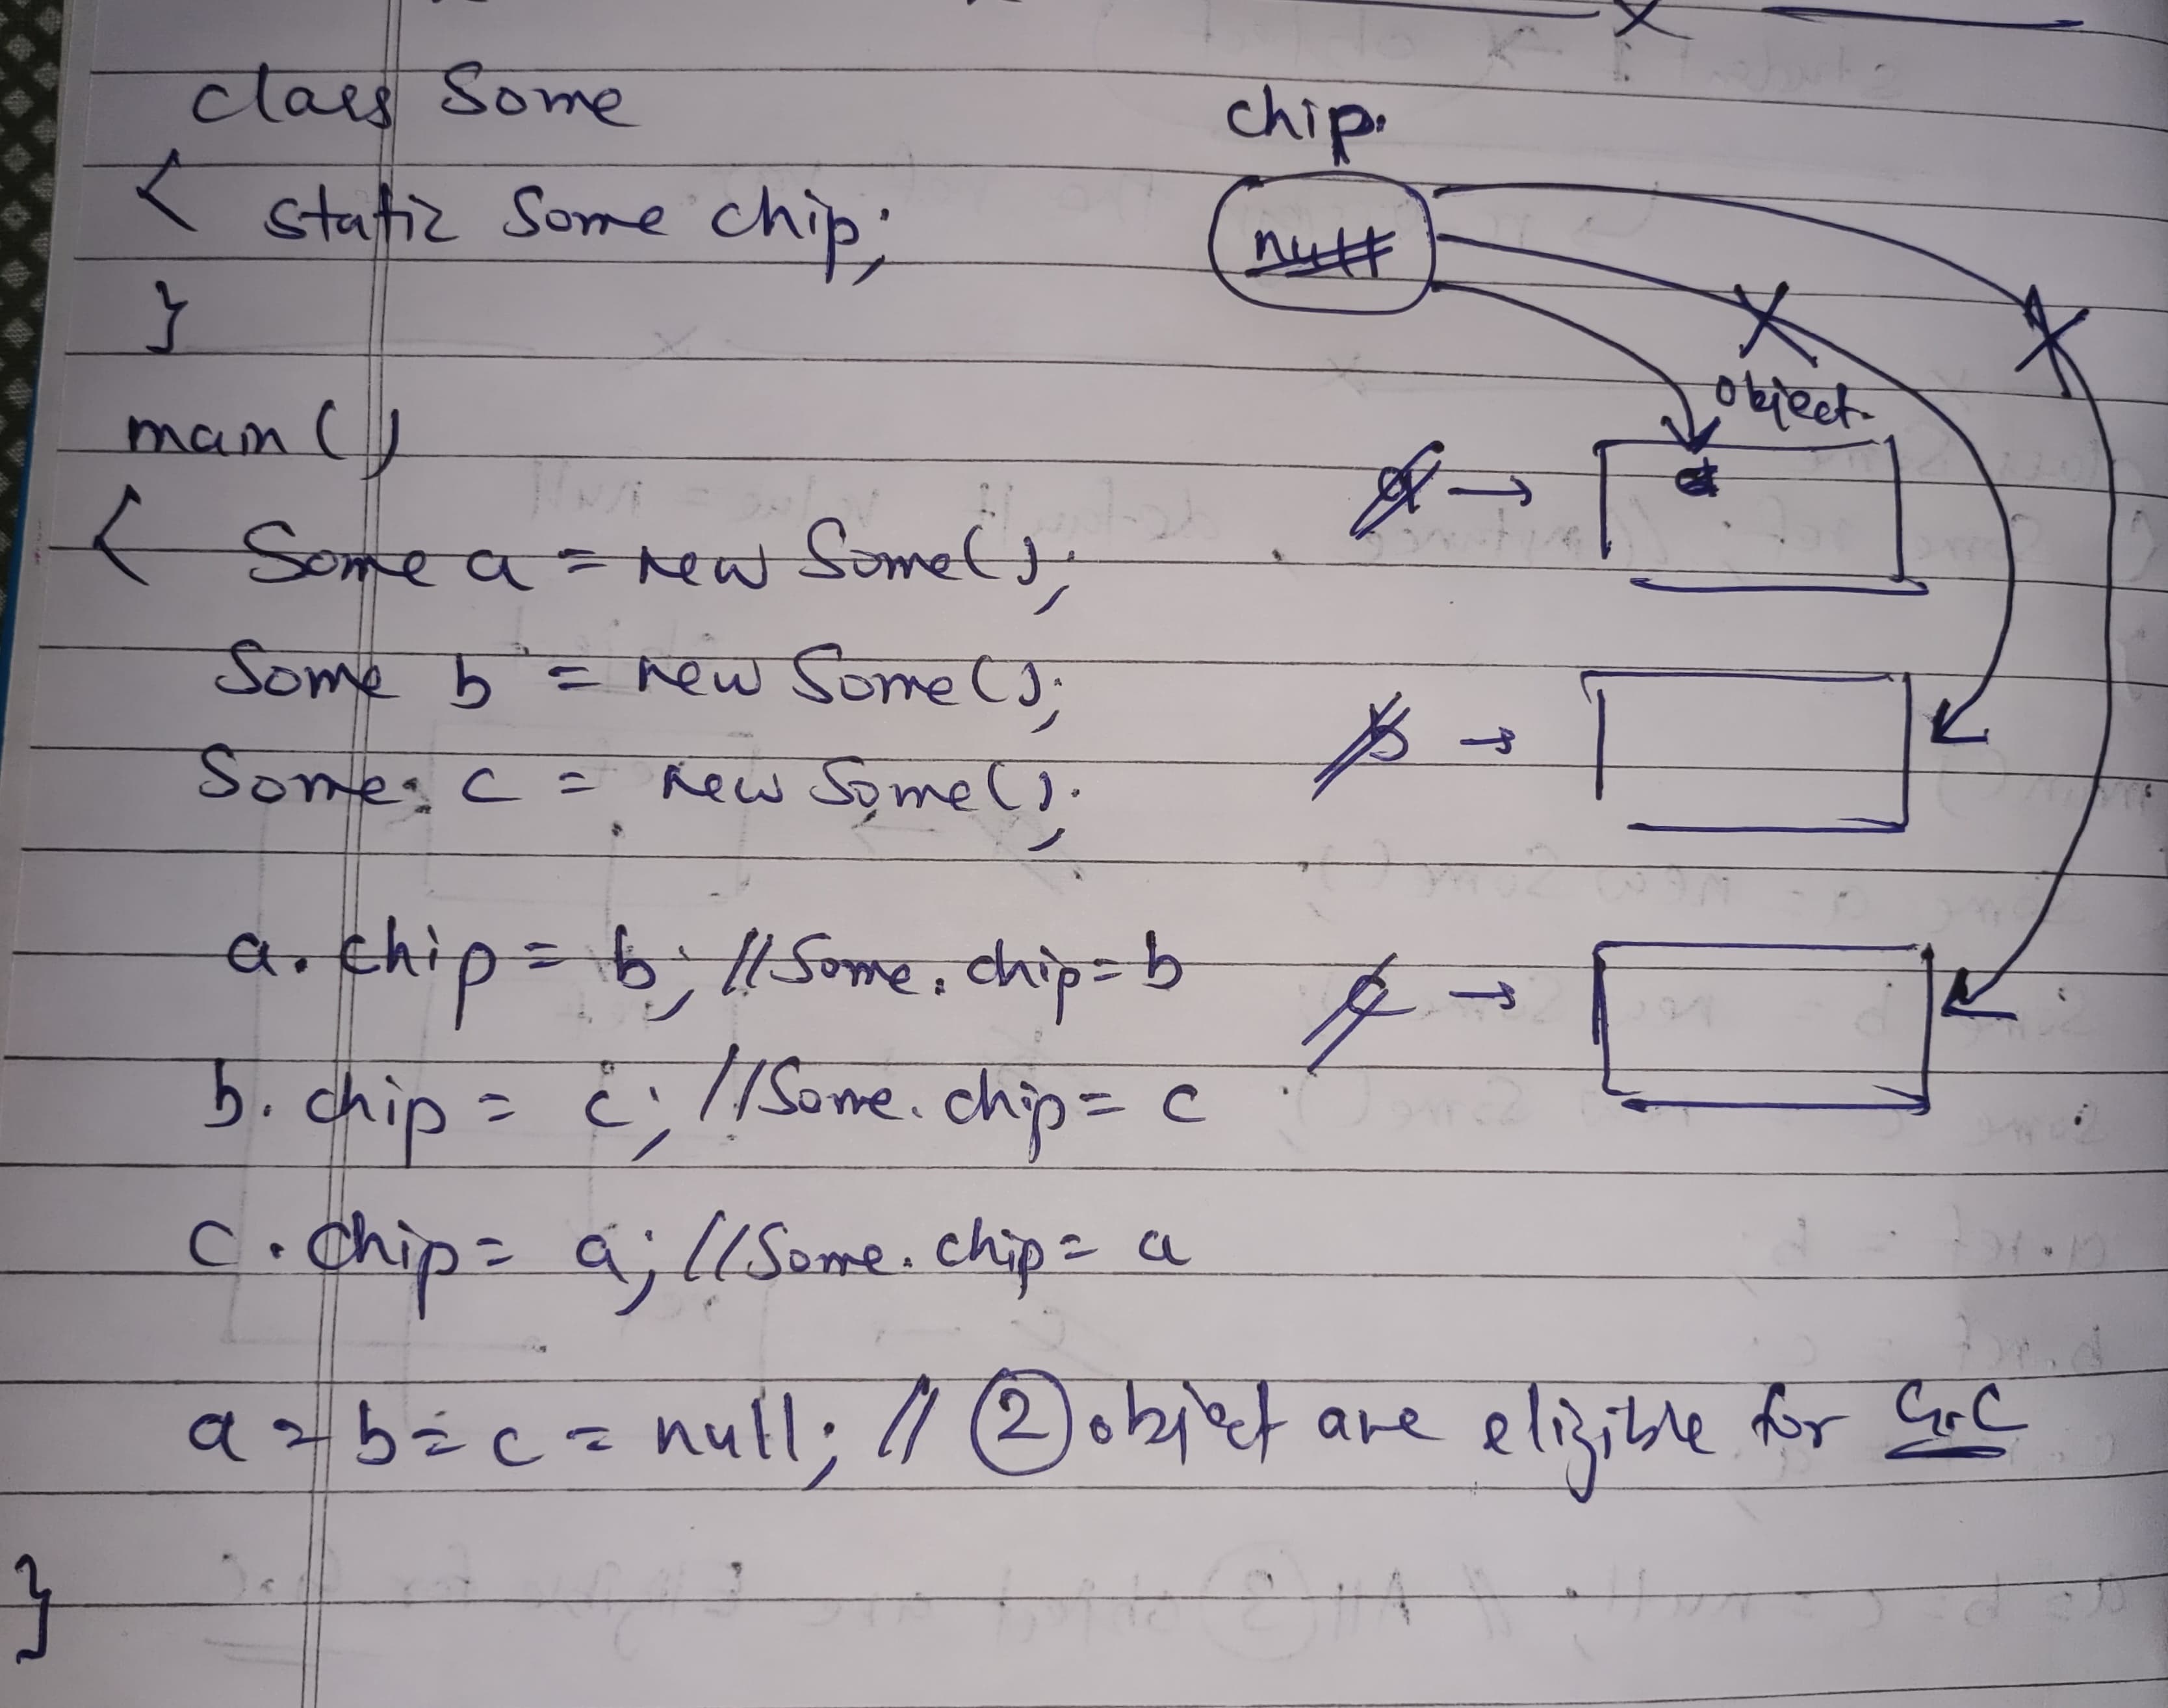 class Some
{ static Some chip;
}
main()
{ Some a = new Some();
Some b = new Some();
Some c = new Some();
a. chip = b; //Some. chip = b
b. chip = c; //Some. chip = c
c. chip = a; //Some. chip = a
a = b = c = null; // 2 object are elizible for G.C
}
chip.
null
object
a →
b →
c →